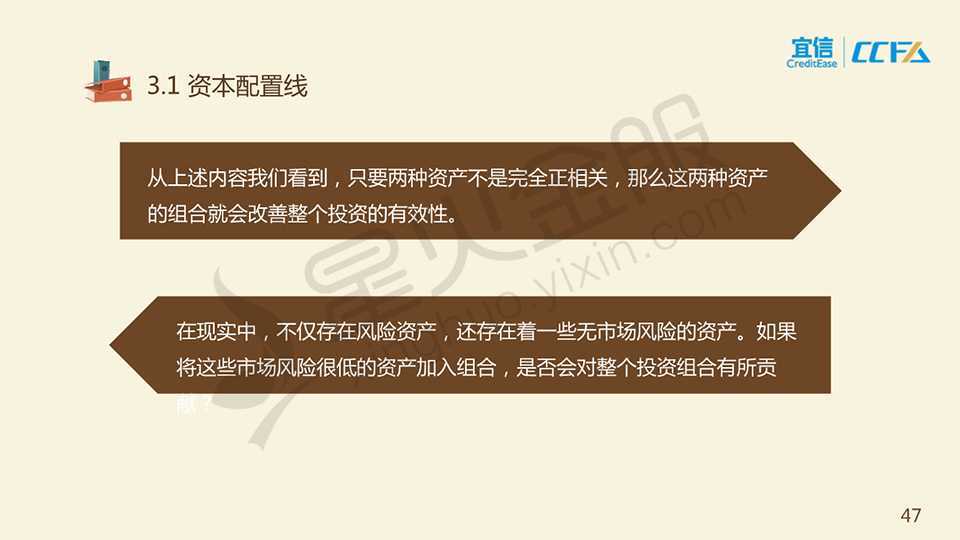 宜信
CreditEase
CCFA
3.1 资本配置线
从上述内容我们看到，只要两种资产不是完全正相关，那么这两种资产
的组合就会改善整个投资的有效性。
在现实中，不仅存在风险资产，还存在着一些无市场风险的资产。如果
将这些市场风险很低的资产加入组合，是否会对整个投资组合有所贡
献？
星火金服
xinghuo.yixin.com
47